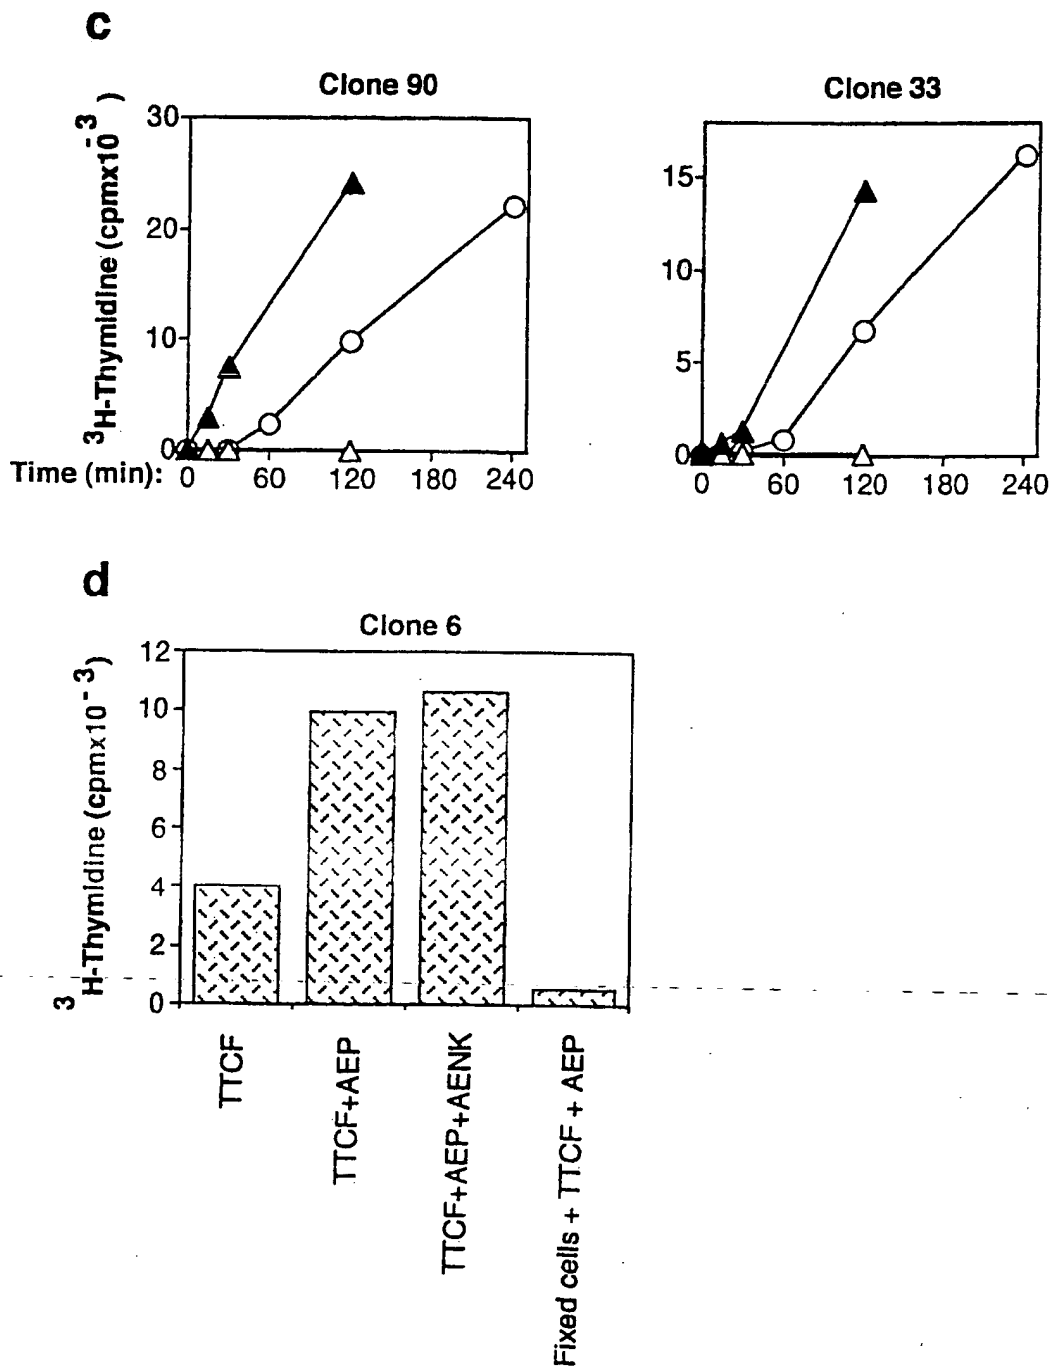 c
Clone 90
Clone 33
³H-Thymidine (cpmx10⁻³)
30
20
10
0
15
10
5
0
Time (min): 0 60 120 180 240
0 60 120 180 240
d
Clone 6
³H-Thymidine (cpmx10⁻³)
12
10
8
6
4
2
0
TTCF
TTCF+AEP
TTCF+AEP+AENK
Fixed cells + TTCF + AEP